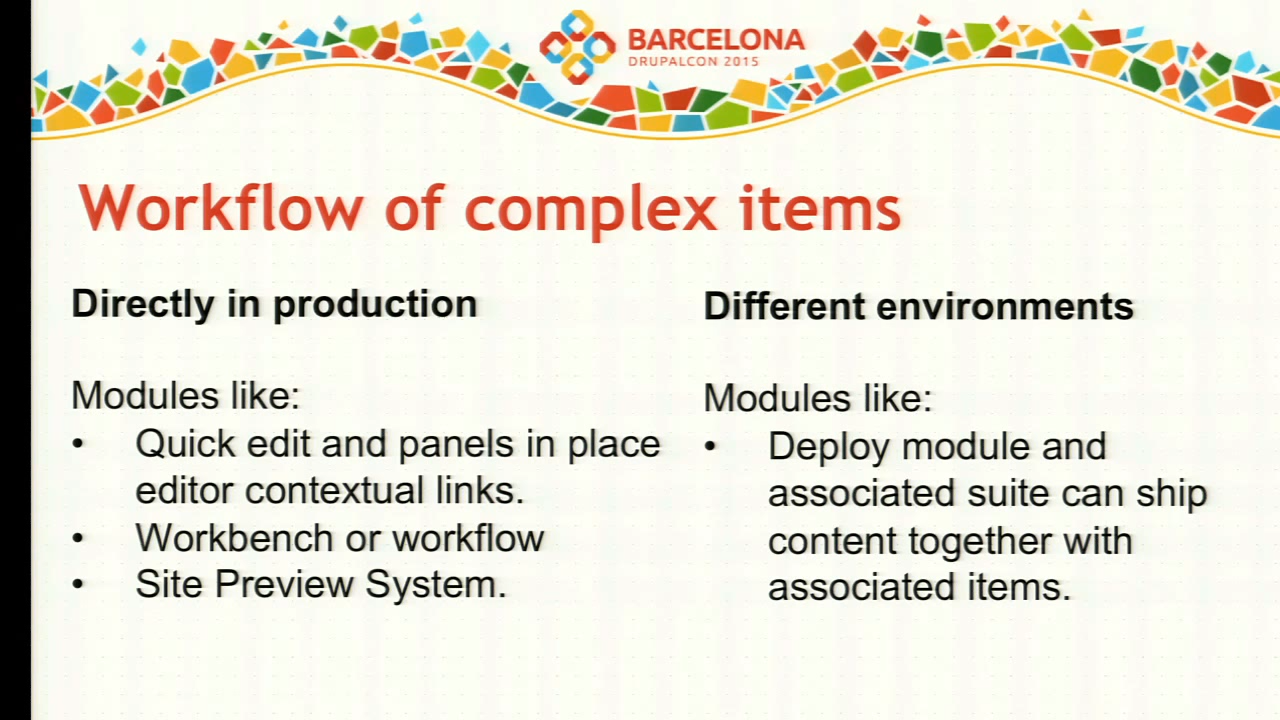 BARCELONA
DRUPALCON 2015
Workflow of complex items
Directly in production
Modules like:
• Quick edit and panels in place
editor contextual links.
• Workbench or workflow
• Site Preview System.
Different environments
Modules like:
• Deploy module and
associated suite can ship
content together with
associated items.